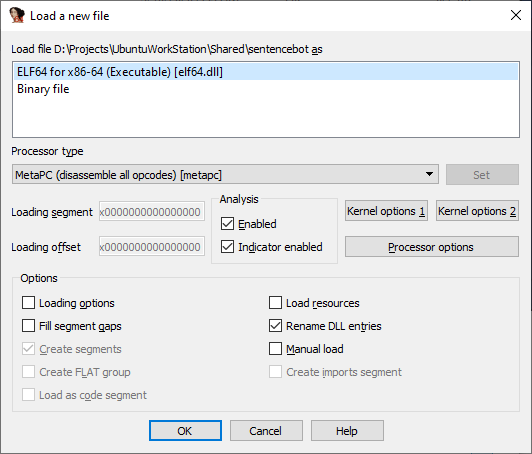 Load a new file
Load file D:\Projects\UbuntuWorkStation\Shared\sentencebot as
ELF64 for x86-64 (Executable) [elf64.dll]
Binary file
Processor type
MetaPC (disassemble all opcodes) [metapc]
Set
Loading segment x0000000000000000
Loading offset x0000000000000000
Analysis
Enabled
Indicator enabled
Kernel options 1
Kernel options 2
Processor options
Options
Loading options
Fill segment gaps
Create segments
Create FLAT group
Load as code segment
Load resources
Rename DLL entries
Manual load
Create imports segment
OK
Cancel
Help